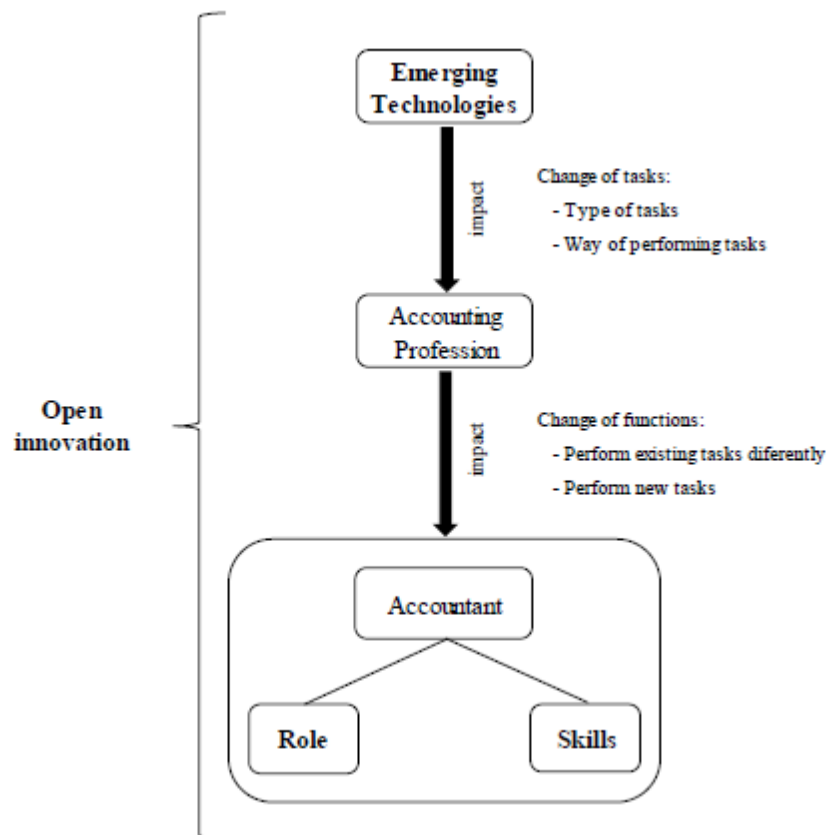 Emerging
Technologies
impact
Change of tasks:
- Type of tasks
- Way of performing tasks
Accounting
Profession
Open
innovation
impact
Change of functions:
- Perform existing tasks diferently
- Perform new tasks
Accountant
Role
Skills